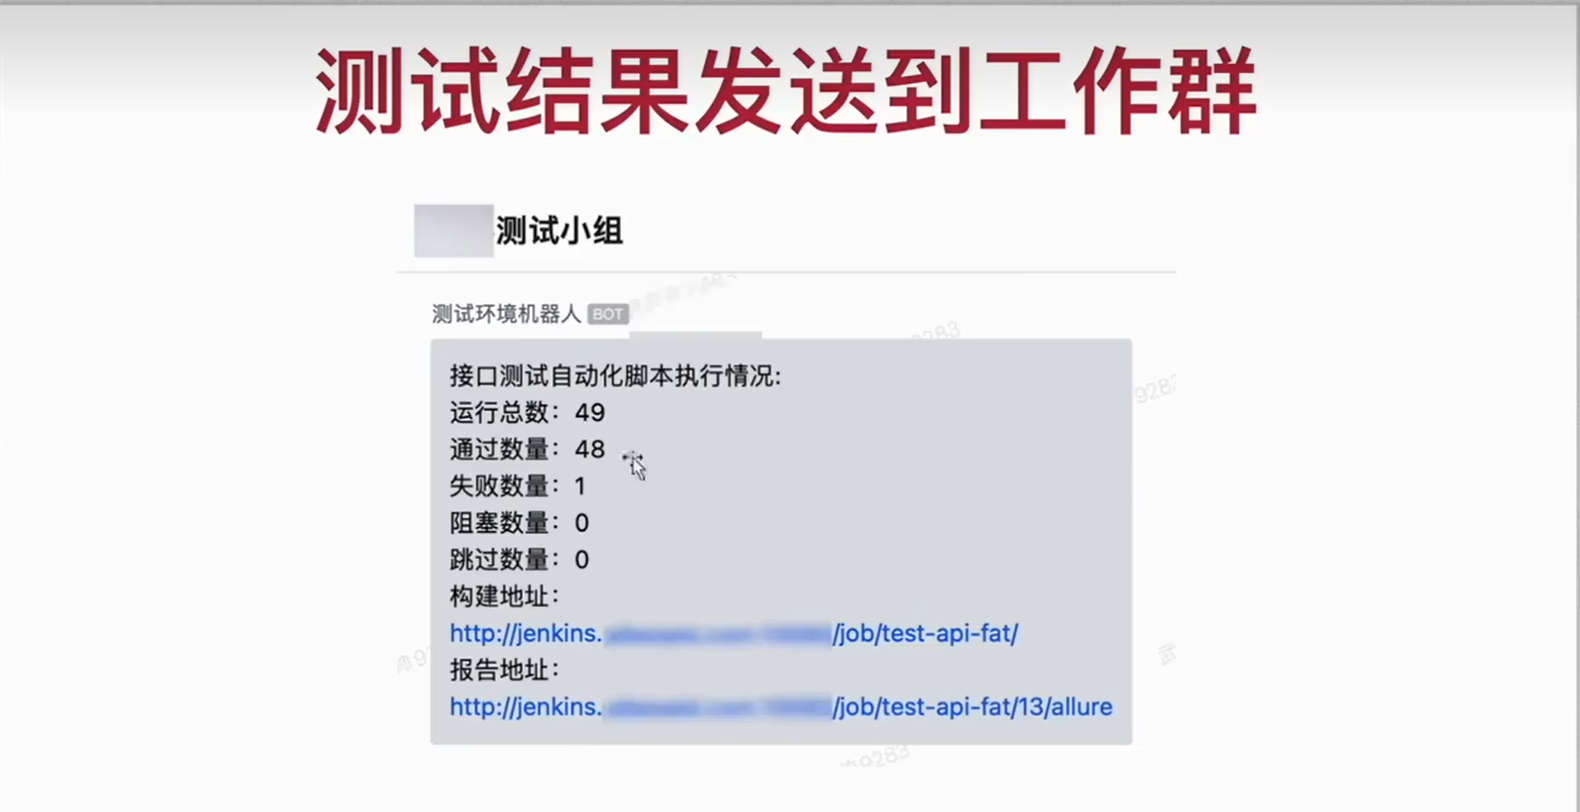 测试结果发送到工作群
测试小组
测试环境机器人 BOT
接口测试自动化脚本执行情况:
运行总数：49
通过数量：48
失败数量：1
阻塞数量：0
跳过数量：0
构建地址：
http://jenkins. /job/test-api-fat/
报告地址：
http://jenkins. /job/test-api-fat/13/allure
9283
9283
9283